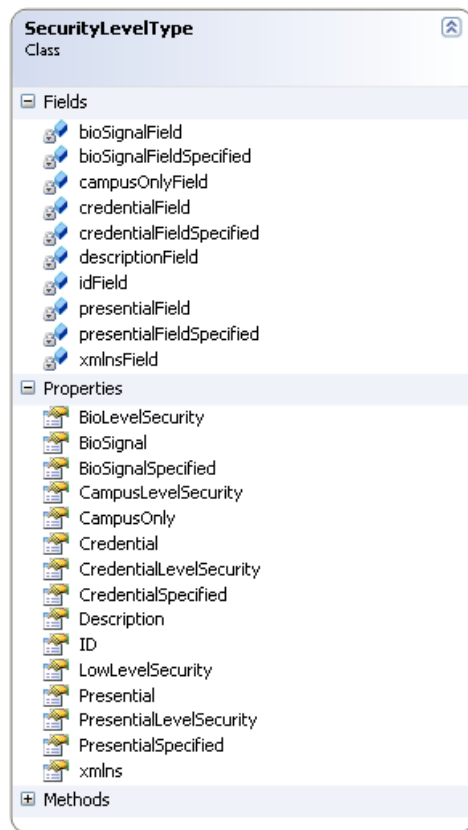 SecurityLevelType
Class
Fields
bioSignalField
bioSignalFieldSpecified
campusOnlyField
credentialField
credentialFieldSpecified
descriptionField
idField
presentialField
presentialFieldSpecified
xmlnsField
Properties
BioLevelSecurity
BioSignal
BioSignalSpecified
CampusLevelSecurity
CampusOnly
Credential
CredentialLevelSecurity
CredentialSpecified
Description
ID
LowLevelSecurity
Presential
PresentialLevelSecurity
PresentialSpecified
xmlns
Methods